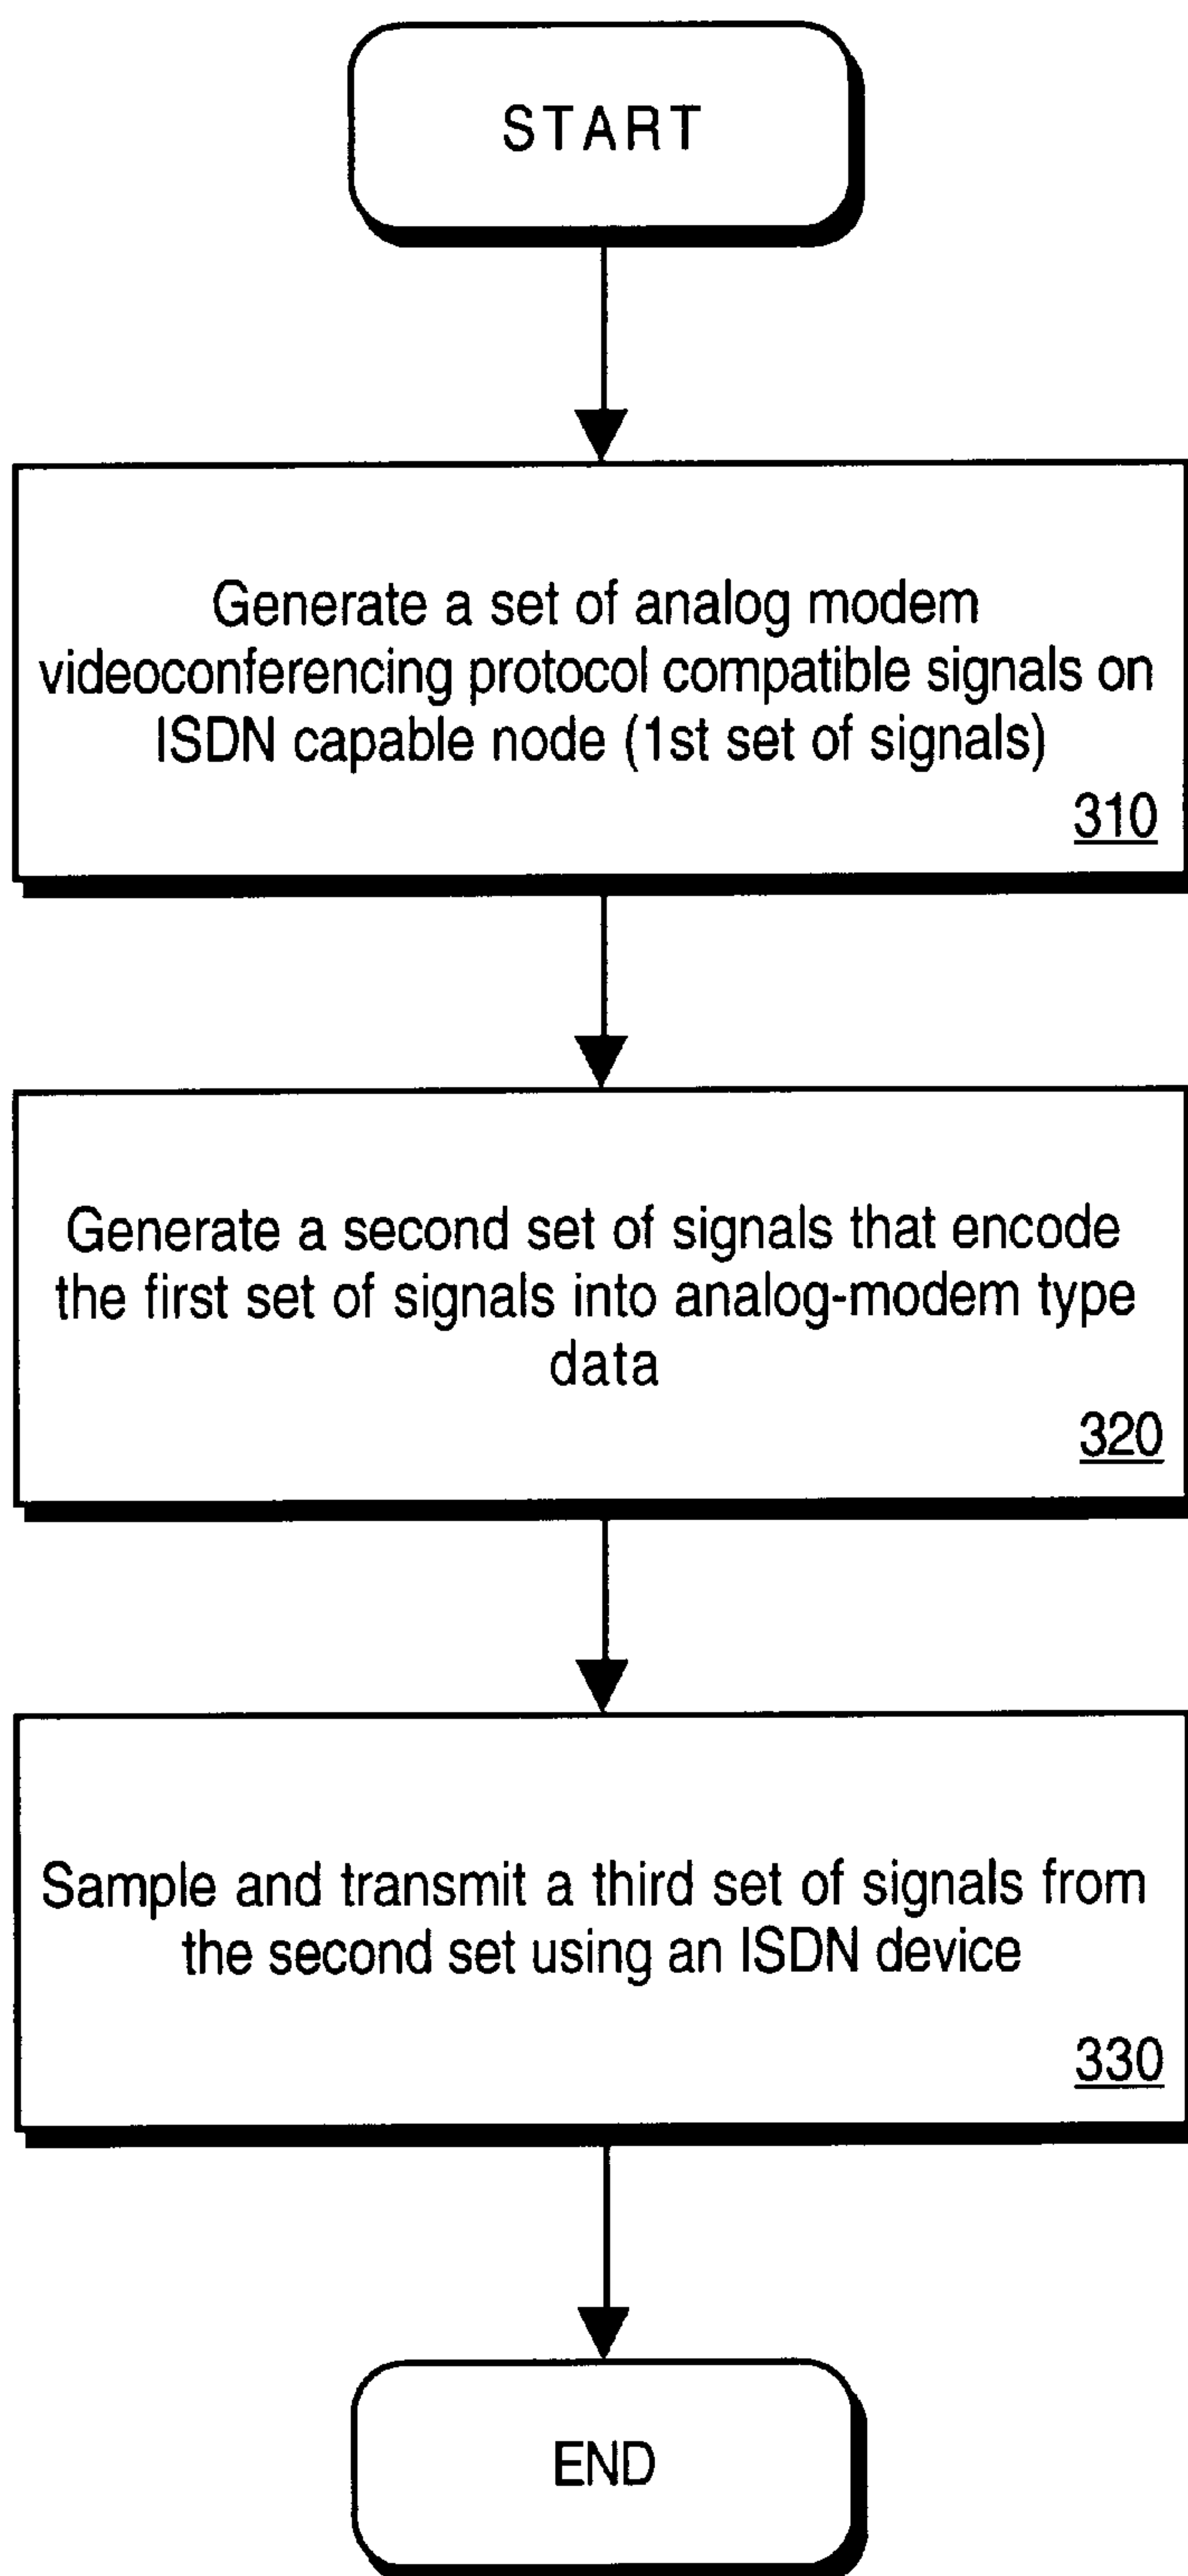 START
Generate a set of analog modem
videoconferencing protocol compatible signals on
ISDN capable node (1st set of signals)
310
Generate a second set of signals that encode
the first set of signals into analog-modem type
data
320
Sample and transmit a third set of signals from
the second set using an ISDN device
330
END